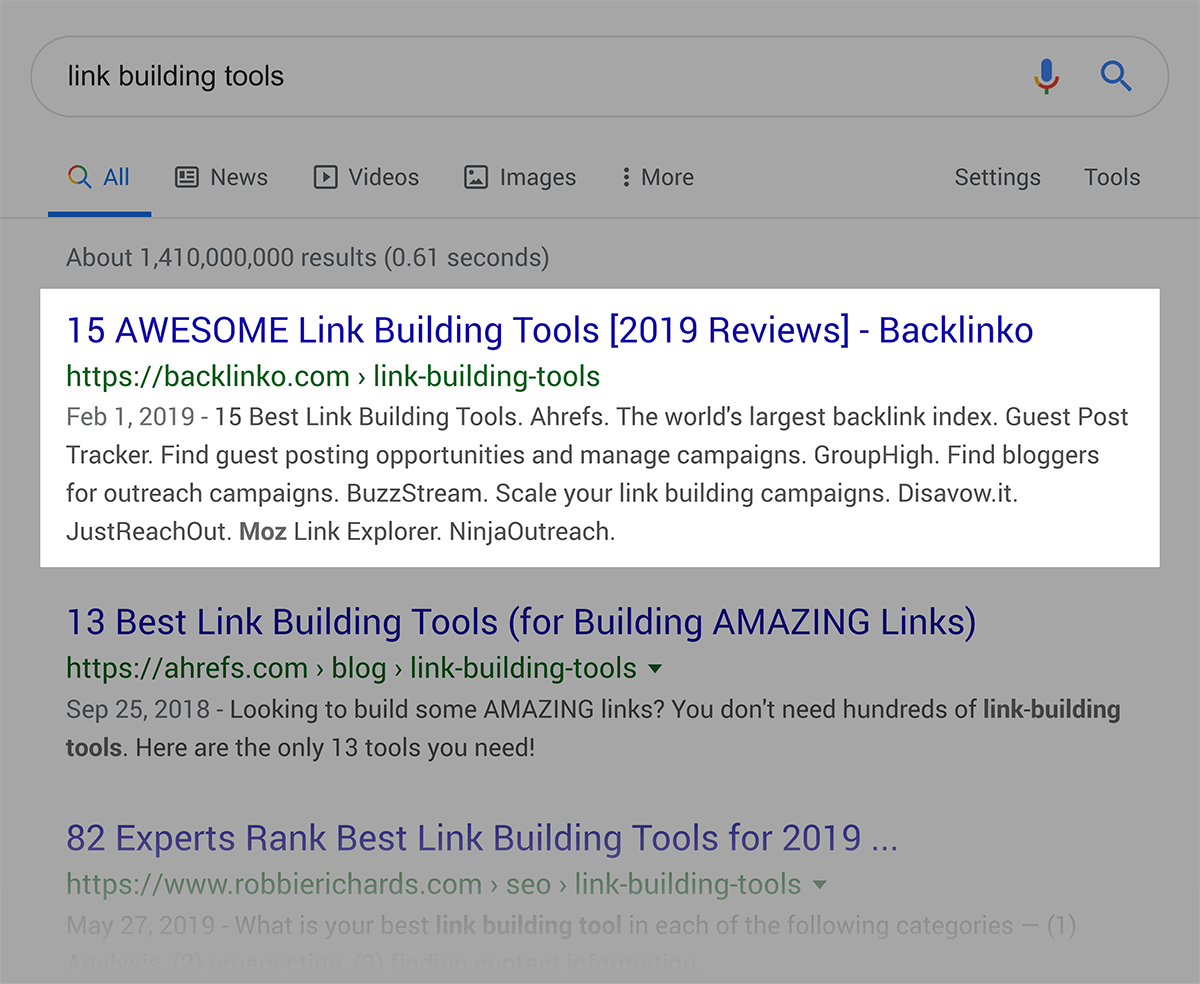 link building tools
All News Videos Images More Settings Tools
About 1,410,000,000 results (0.61 seconds)
15 AWESOME Link Building Tools [2019 Reviews] - Backlinko
https://backlinko.com › link-building-tools
Feb 1, 2019 - 15 Best Link Building Tools. Ahrefs. The world's largest backlink index. Guest Post
Tracker. Find guest posting opportunities and manage campaigns. GroupHigh. Find bloggers
for outreach campaigns. BuzzStream. Scale your link building campaigns. Disavow.it.
JustReachOut. Moz Link Explorer. NinjaOutreach.
13 Best Link Building Tools (for Building AMAZING Links)
https://ahrefs.com › blog › link-building-tools
Sep 25, 2018 - Looking to build some AMAZING links? You don't need hundreds of link-building
tools. Here are the only 13 tools you need!
82 Experts Rank Best Link Building Tools for 2019 ...
https://www.robbierichards.com › seo › link-building-tools
May 27, 2019 - What is your best link building tool in each of the following categories — (1)
Analysis, (2) prospecting, (3) finding contact information